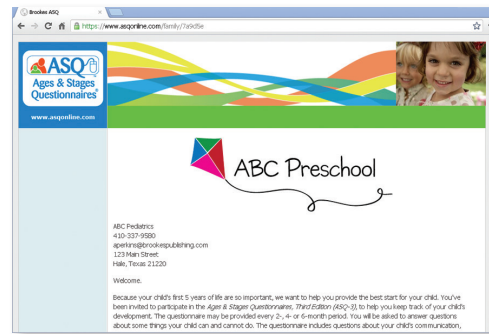 Brookes ASQ
https://www.asqonline.com/family/7a9d5e
ASQ
Ages & Stages
Questionnaires®
www.asqonline.com
ABC Preschool
ABC Pediatrics
410-337-9580
aperkins@brookespublishing.com
123 Main Street
Hale, Texas 21220
Welcome.
Because your child's first 5 years of life are so important, we want to help you provide the best start for your child. You've
been invited to participate in the Ages & Stages Questionnaires, Third Edition (ASQ-3), to help you keep track of your child's
development. The questionnaire may be provided every 2-, 4- or 6-month period. You will be asked to answer questions
about some things your child can and cannot do. The questionnaire includes questions about your child's communication,